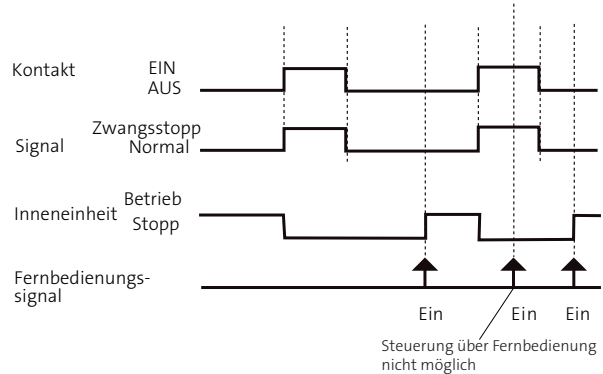 Kontakt EIN
AUS
Zwangsstopp
Signal Normal
Betrieb
Inneneinheit Stopp
Fernbedienungs-
signal
Ein Ein Ein
Steuerung über Fernbedienung
nicht möglich